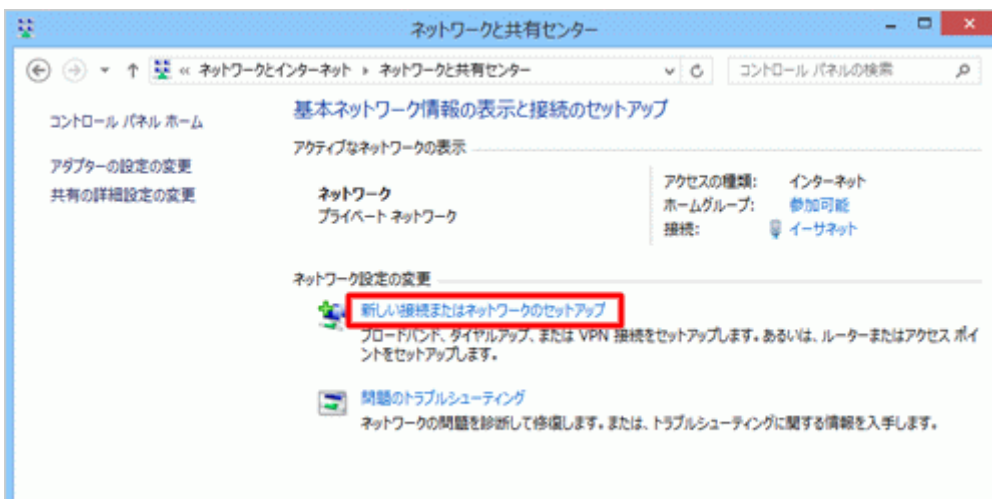 ネットワークと共有センター
« ネットワークとインターネット ▸ ネットワークと共有センター
コントロール パネルの検索
コントロール パネル ホーム
アダプターの設定の変更
共有の詳細設定の変更
基本ネットワーク情報の表示と接続のセットアップ
アクティブなネットワークの表示
ネットワーク
プライベート ネットワーク
アクセスの種類: インターネット
ホームグループ: 参加可能
接続: イーサネット
ネットワーク設定の変更
新しい接続またはネットワークのセットアップ
ブロードバンド、ダイヤルアップ、または VPN 接続をセットアップします。あるいは、ルーターまたはアクセス ポイ
ントをセットアップします。
問題のトラブルシューティング
ネットワークの問題を診断して修復します。または、トラブルシューティングに関する情報を入手します。